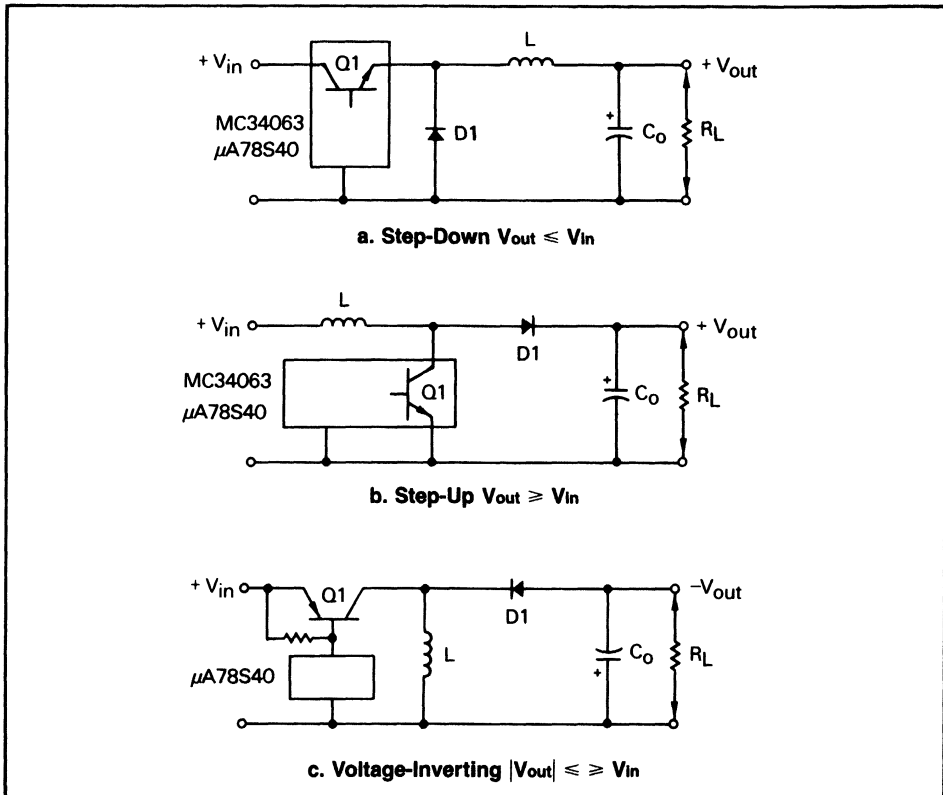 L
+ Vin
Q1
+ Vout
MC34063
μA78S40
D1
+
Co
RL
a. Step-Down Vout ≤ Vin
L
+ Vin
+ Vout
D1
MC34063
μA78S40
Q1
+
Co
RL
b. Step-Up Vout ≥ Vin
+ Vin
Q1
−Vout
D1
μA78S40
L
Co
+
RL
c. Voltage-Inverting |Vout| ≤ ≥ Vin